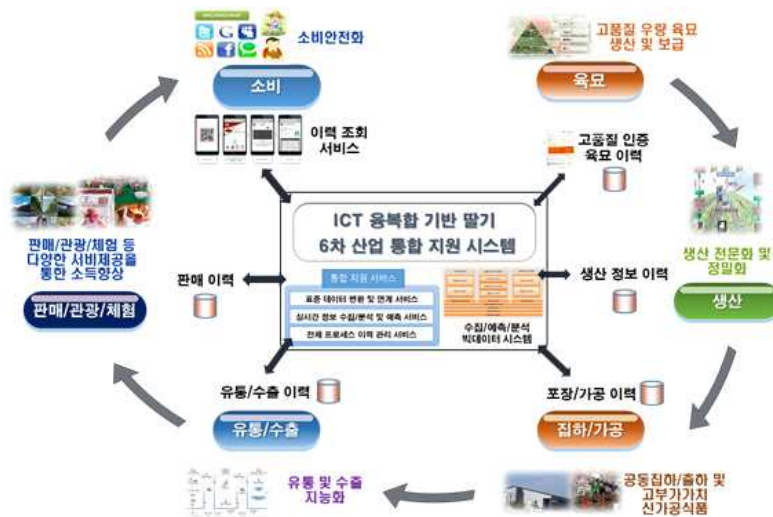 소비안전화
소비
이력 조회
서비스
고품질 우량 육묘
생산 및 보급
육묘
고품질 인증
육묘 이력
ICT 융복합 기반 딸기
6차 산업 통합 지원 시스템
통합 지원 서비스
표준 데이터 변환 및 연계 서비스
실시간 정보 수집/분석 및 예측 서비스
전체 프로세스 이력 관리 서비스
수집/예측/분석
빅데이터 시스템
판매/관광/체험 등
다양한 서비제공을
통한 소득향상
판매/관광/체험
판매 이력
생산 정보 이력
생산 전문화 및
정밀화
생산
유통/수출 이력
유통/수출
유통 및 수출
지능화
포장/가공 이력
집하/가공
공동집하/출하 및
고부가가치
신가공식품